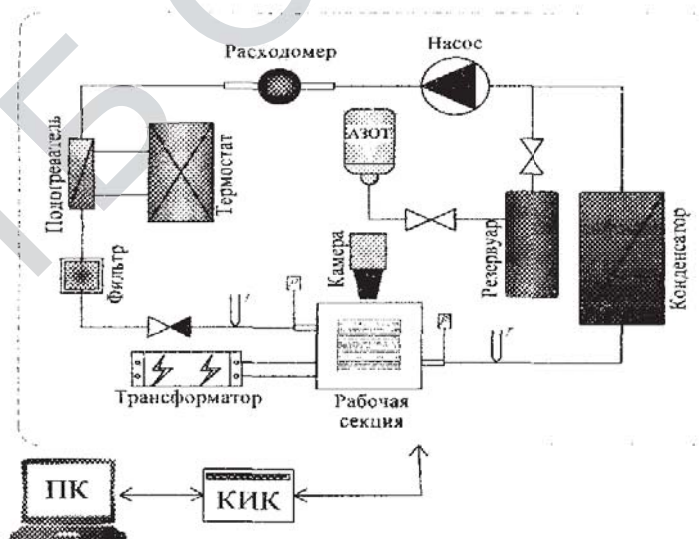 Расходомер
Насос
АЗОТ
Подогреватель
Термостат
Фильтр
Камера
Резервуар
Конденсатор
Трансформатор
Рабочая
секция
ПК
КИК